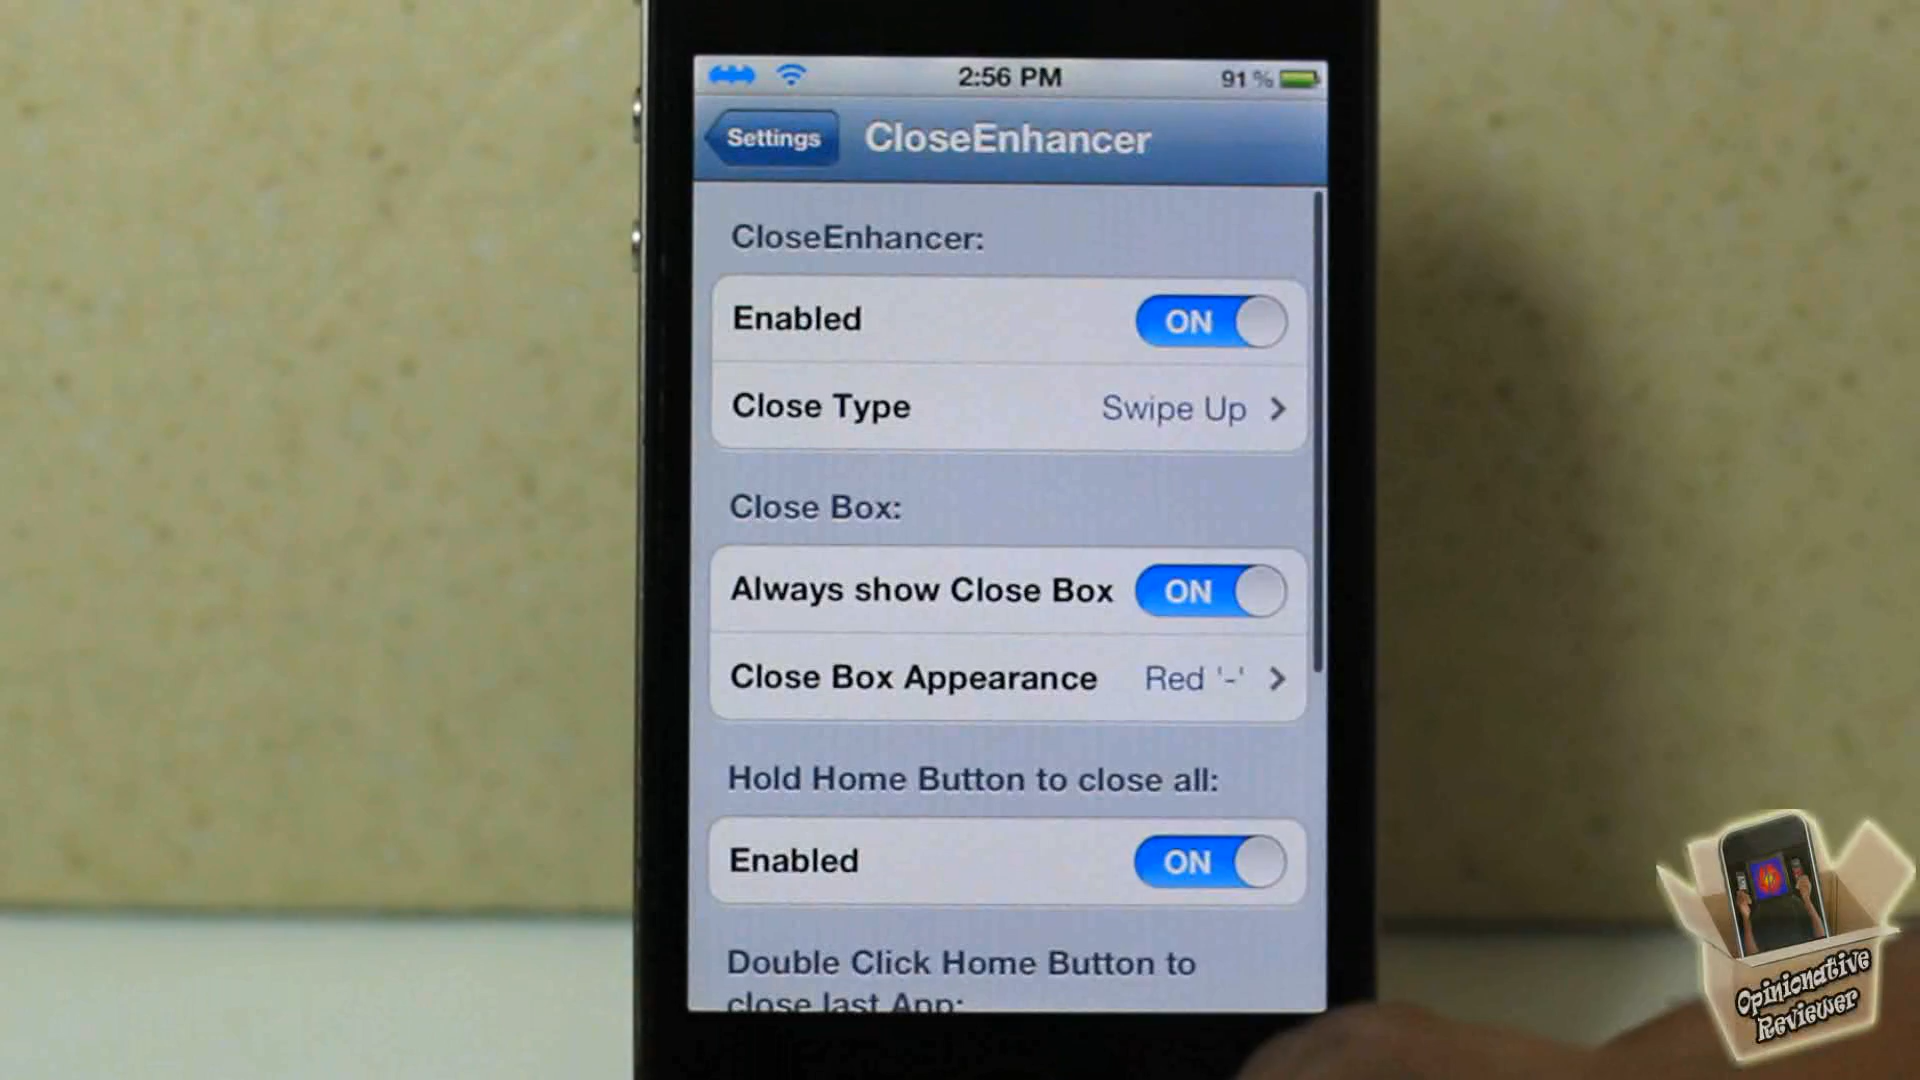 2:56 PM
91 %
Settings
CloseEnhancer
CloseEnhancer:
Enabled
ON
Close Type
Swipe Up
Close Box:
Always show Close Box
ON
Close Box Appearance
Red '-'
Hold Home Button to close all:
Enabled
ON
Double Click Home Button to
close last App:
Opinionative
Reviewer